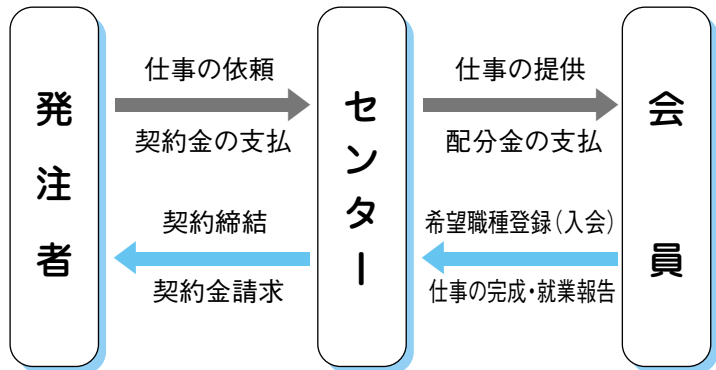 発注者
仕事の依頼
契約金の支払
契約締結
契約金請求
センター
仕事の提供
配分金の支払
希望職種登録（入会）
仕事の完成・就業報告
会員